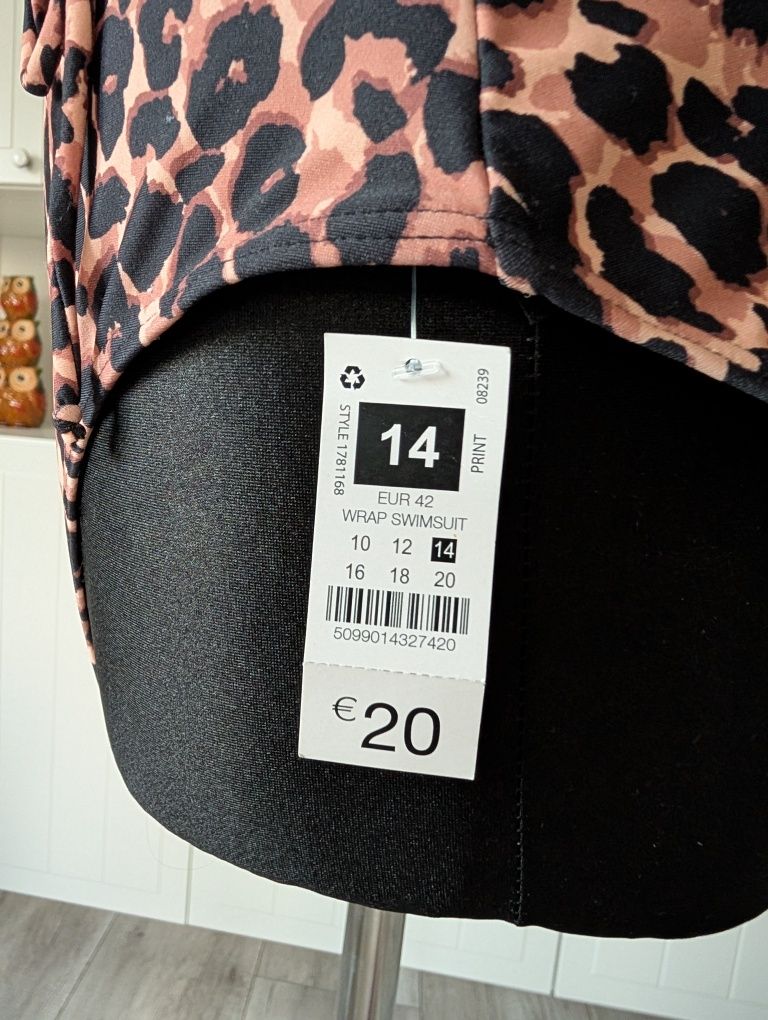 08239
STYLE 1781168
14
PRINT
EUR 42
WRAP SWIMSUIT
10 12 14
16 18 20
5099014327420
€20